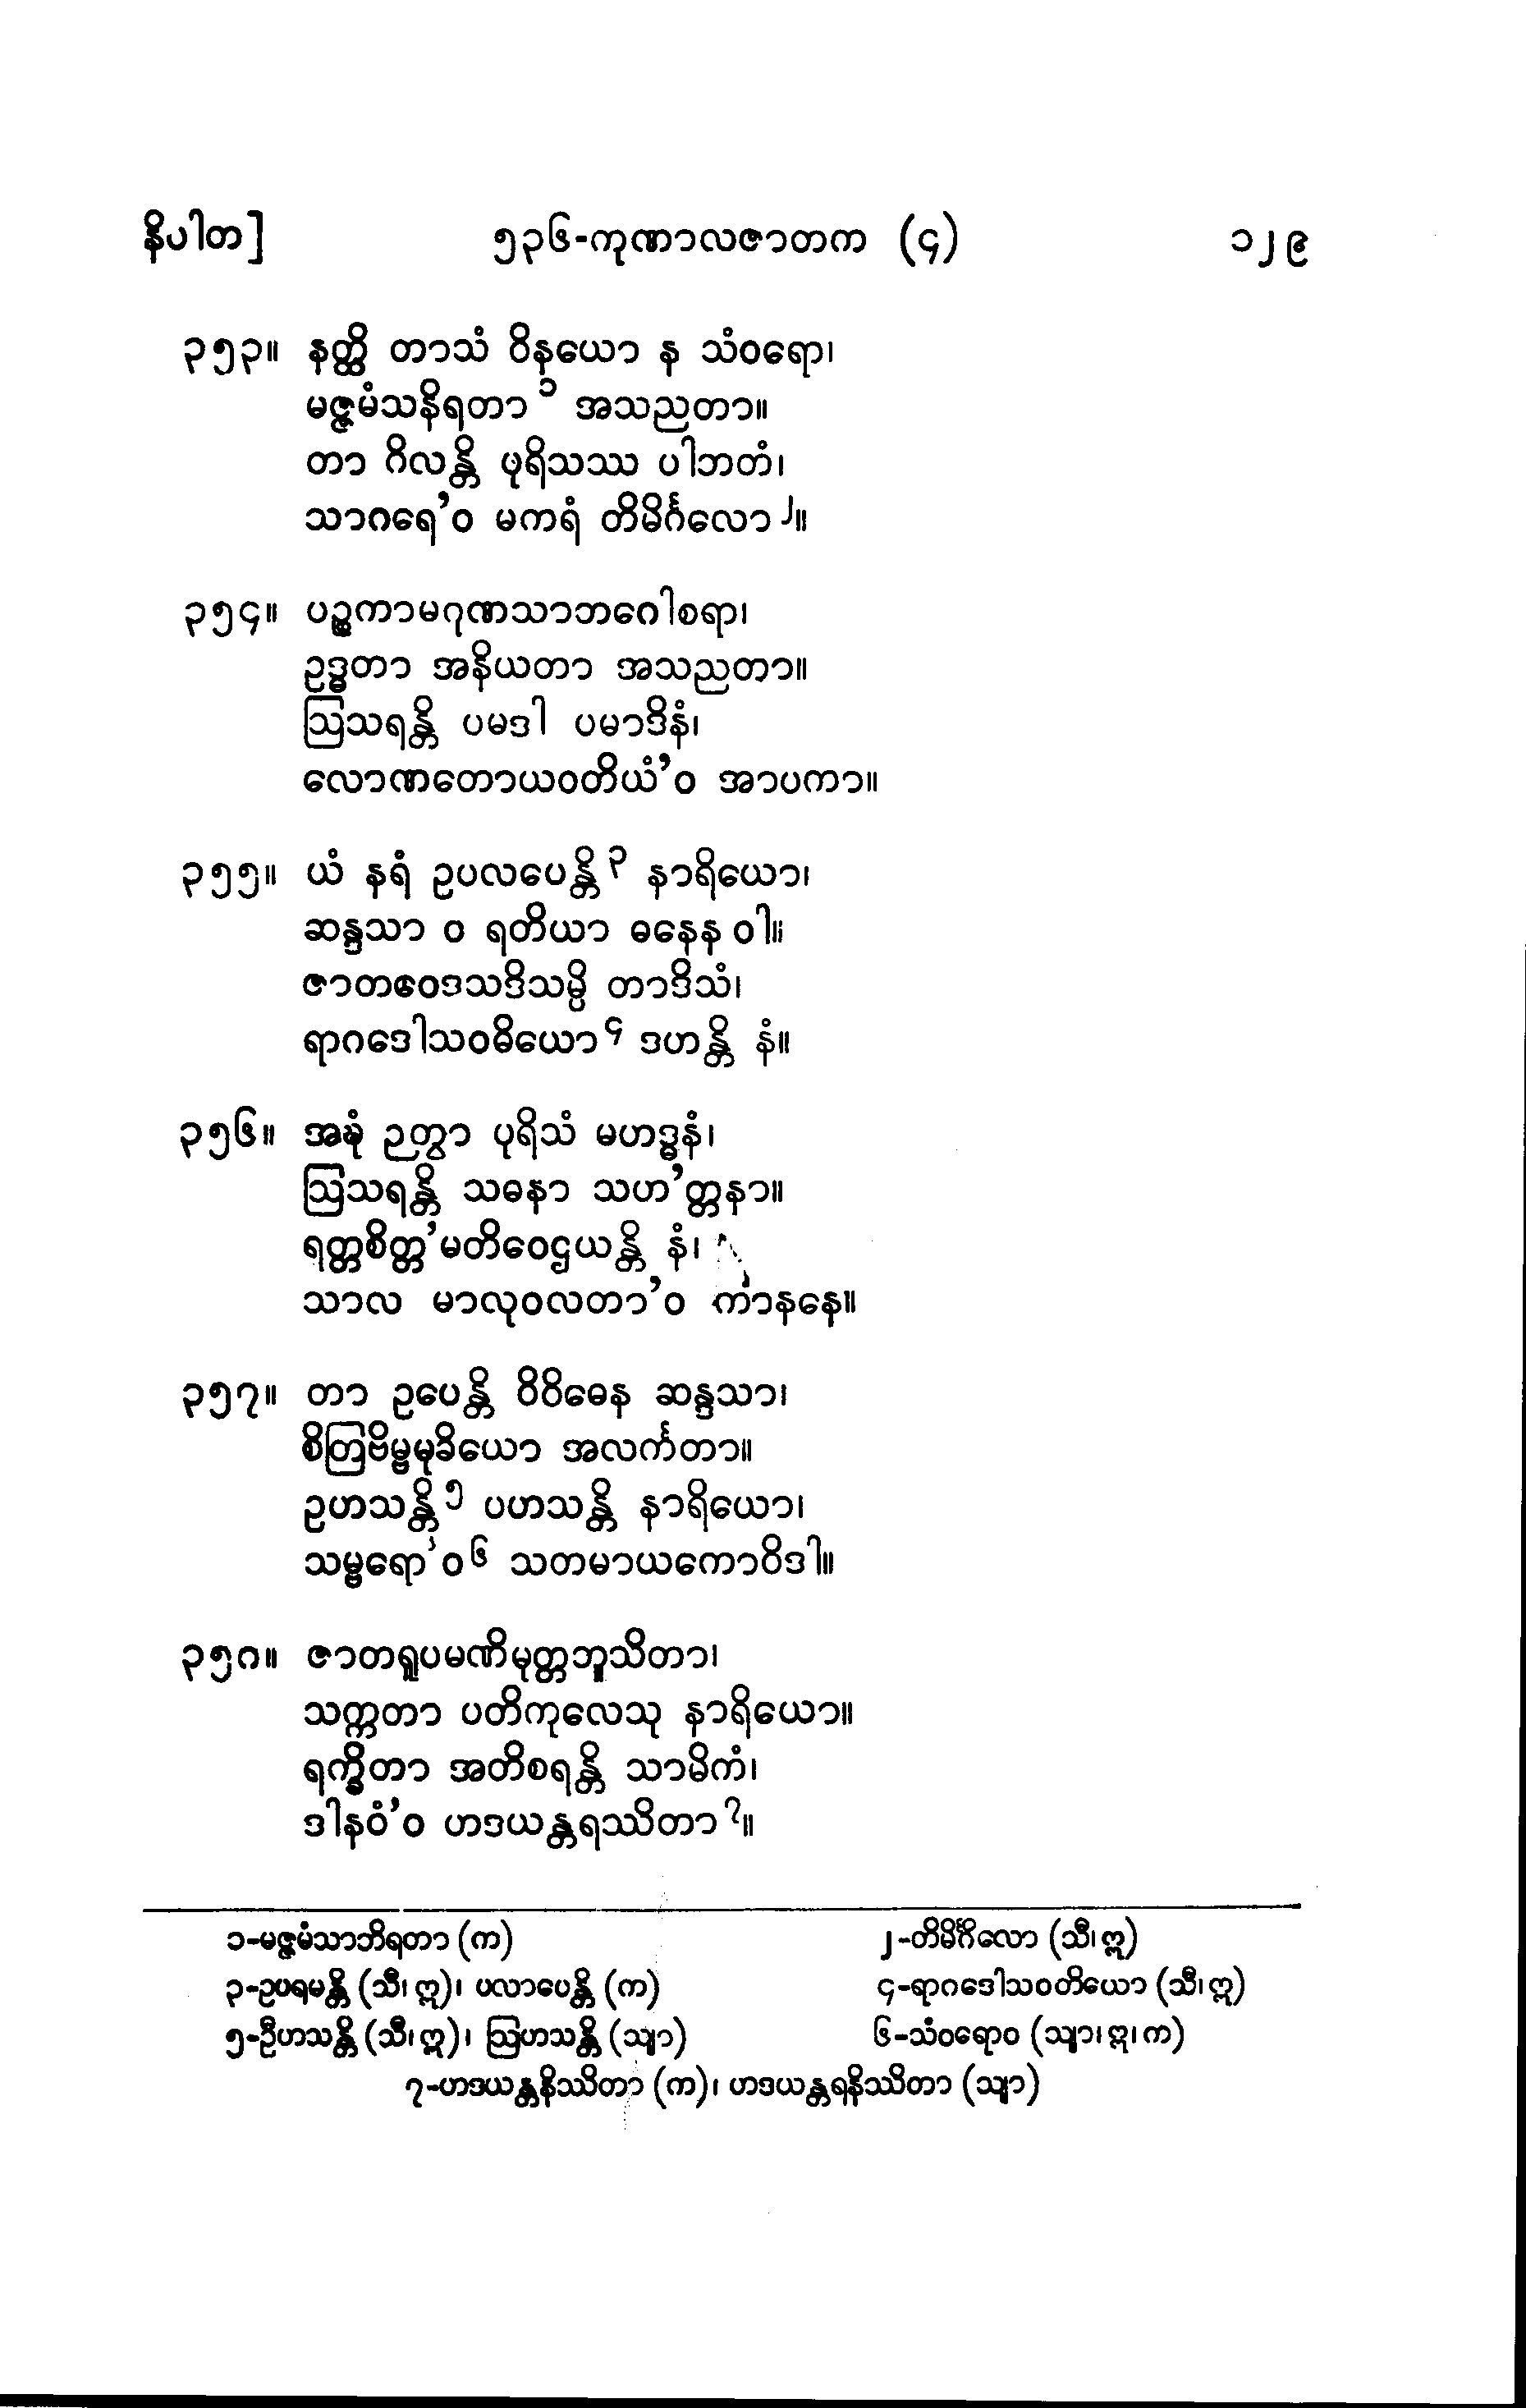 နိပါတ]	၅၃၆-ကုဏာလဇာတက (၄)	၁၂၉
၃၅၃။ နတ္ထိ တာသံ ဝိနယော န သံဝရော၊
မဇ္ဇမံသနိရတာ ၁ အသညတာ။
တာ ဂိလန္တိ ပုရိသဿ ပါဘတံ၊
သာဂရေ’ဝ မကရံ တိမိင်္ဂလော ၂။
၃၅၄။ ပဉ္စကာမဂုဏသာဘဂေါစရာ၊
ဥဒ္ဓတာ အနိယတာ အသညတာ။
ဩသရန္တိ ပမဒါ ပမာဒိနံ၊
လောဏတောယဝတိယံ’ဝ အာပကာ။
၃၅၅။ ယံ နရံ ဥပလပေန္တိ ၃ နာရိယော၊
ဆန္ဒသာ ဝ ရတိယာ ဓနေန ဝါ။
ဇာတဝေဒသဒိသမ္ပိ တာဒိသံ၊
ရာဂဒေါသဝဓိယော ၄ ဒဟန္တိ နံ။
၃၅၆။ အဍ္ဎံ ဉတွာ ပုရိသံ မဟဒ္ဓနံ၊
ဩသရန္တိ သဓနာ သဟ’တ္တနာ။
ရတ္တစိတ္တ’မတိဝေဌယန္တိ နံ၊
သာလ မာလုဝလတာ’ဝ ကာနနေ။
၃၅၇။ တာ ဥပေန္တိ ဝိဝိဓေန ဆန္ဒသာ၊
စိတြဗိမ္ဗမုခိယော အလင်္ကတာ။
ဥဟသန္တိ ၅ ပဟသန္တိ နာရိယော၊
သမ္ဗရော’ဝ ၆ သတမာယကောဝိဒါ။
၃၅၈။ ဇာတရူပမဏိမုတ္တဘူသိတာ၊
သက္ကတာ ပတိကုလေသု နာရိယော။
ရက္ခိတာ အတိစရန္တိ သာမိကံ၊
ဒါနဝံ’ဝ ဟဒယန္တရဿိတာ ၇။
၁-မဇ္ဇမံသာဘိရတာ (က)	၂-တိမိင်္ဂိလော (သီ၊ ဣ)
၃-ဥပရမန္တိ (သီ၊ ဣ)၊ ပလာပေန္တိ (က)	၄-ရာဂဒေါသဝတိယော (သီ၊ ဣ)
၅-ဦဟသန္တိ (သီ၊ ဣ)၊ ဩဟသန္တိ (သျာ)	၆-သံဝရောဝ (သျာ၊ ဣ၊ က)
၇-ဟဒယန္တနိဿိတာ (က)၊ ဟဒယန္တရနိဿိတာ (သျာ)